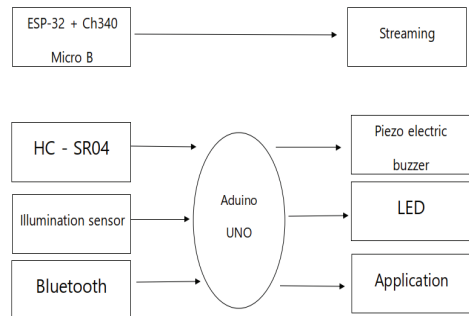 ESP-32 + Ch340
Micro B
Streaming
HC - SR04
Illumination sensor
Bluetooth
Aduino
UNO
Piezo electric
buzzer
LED
Application